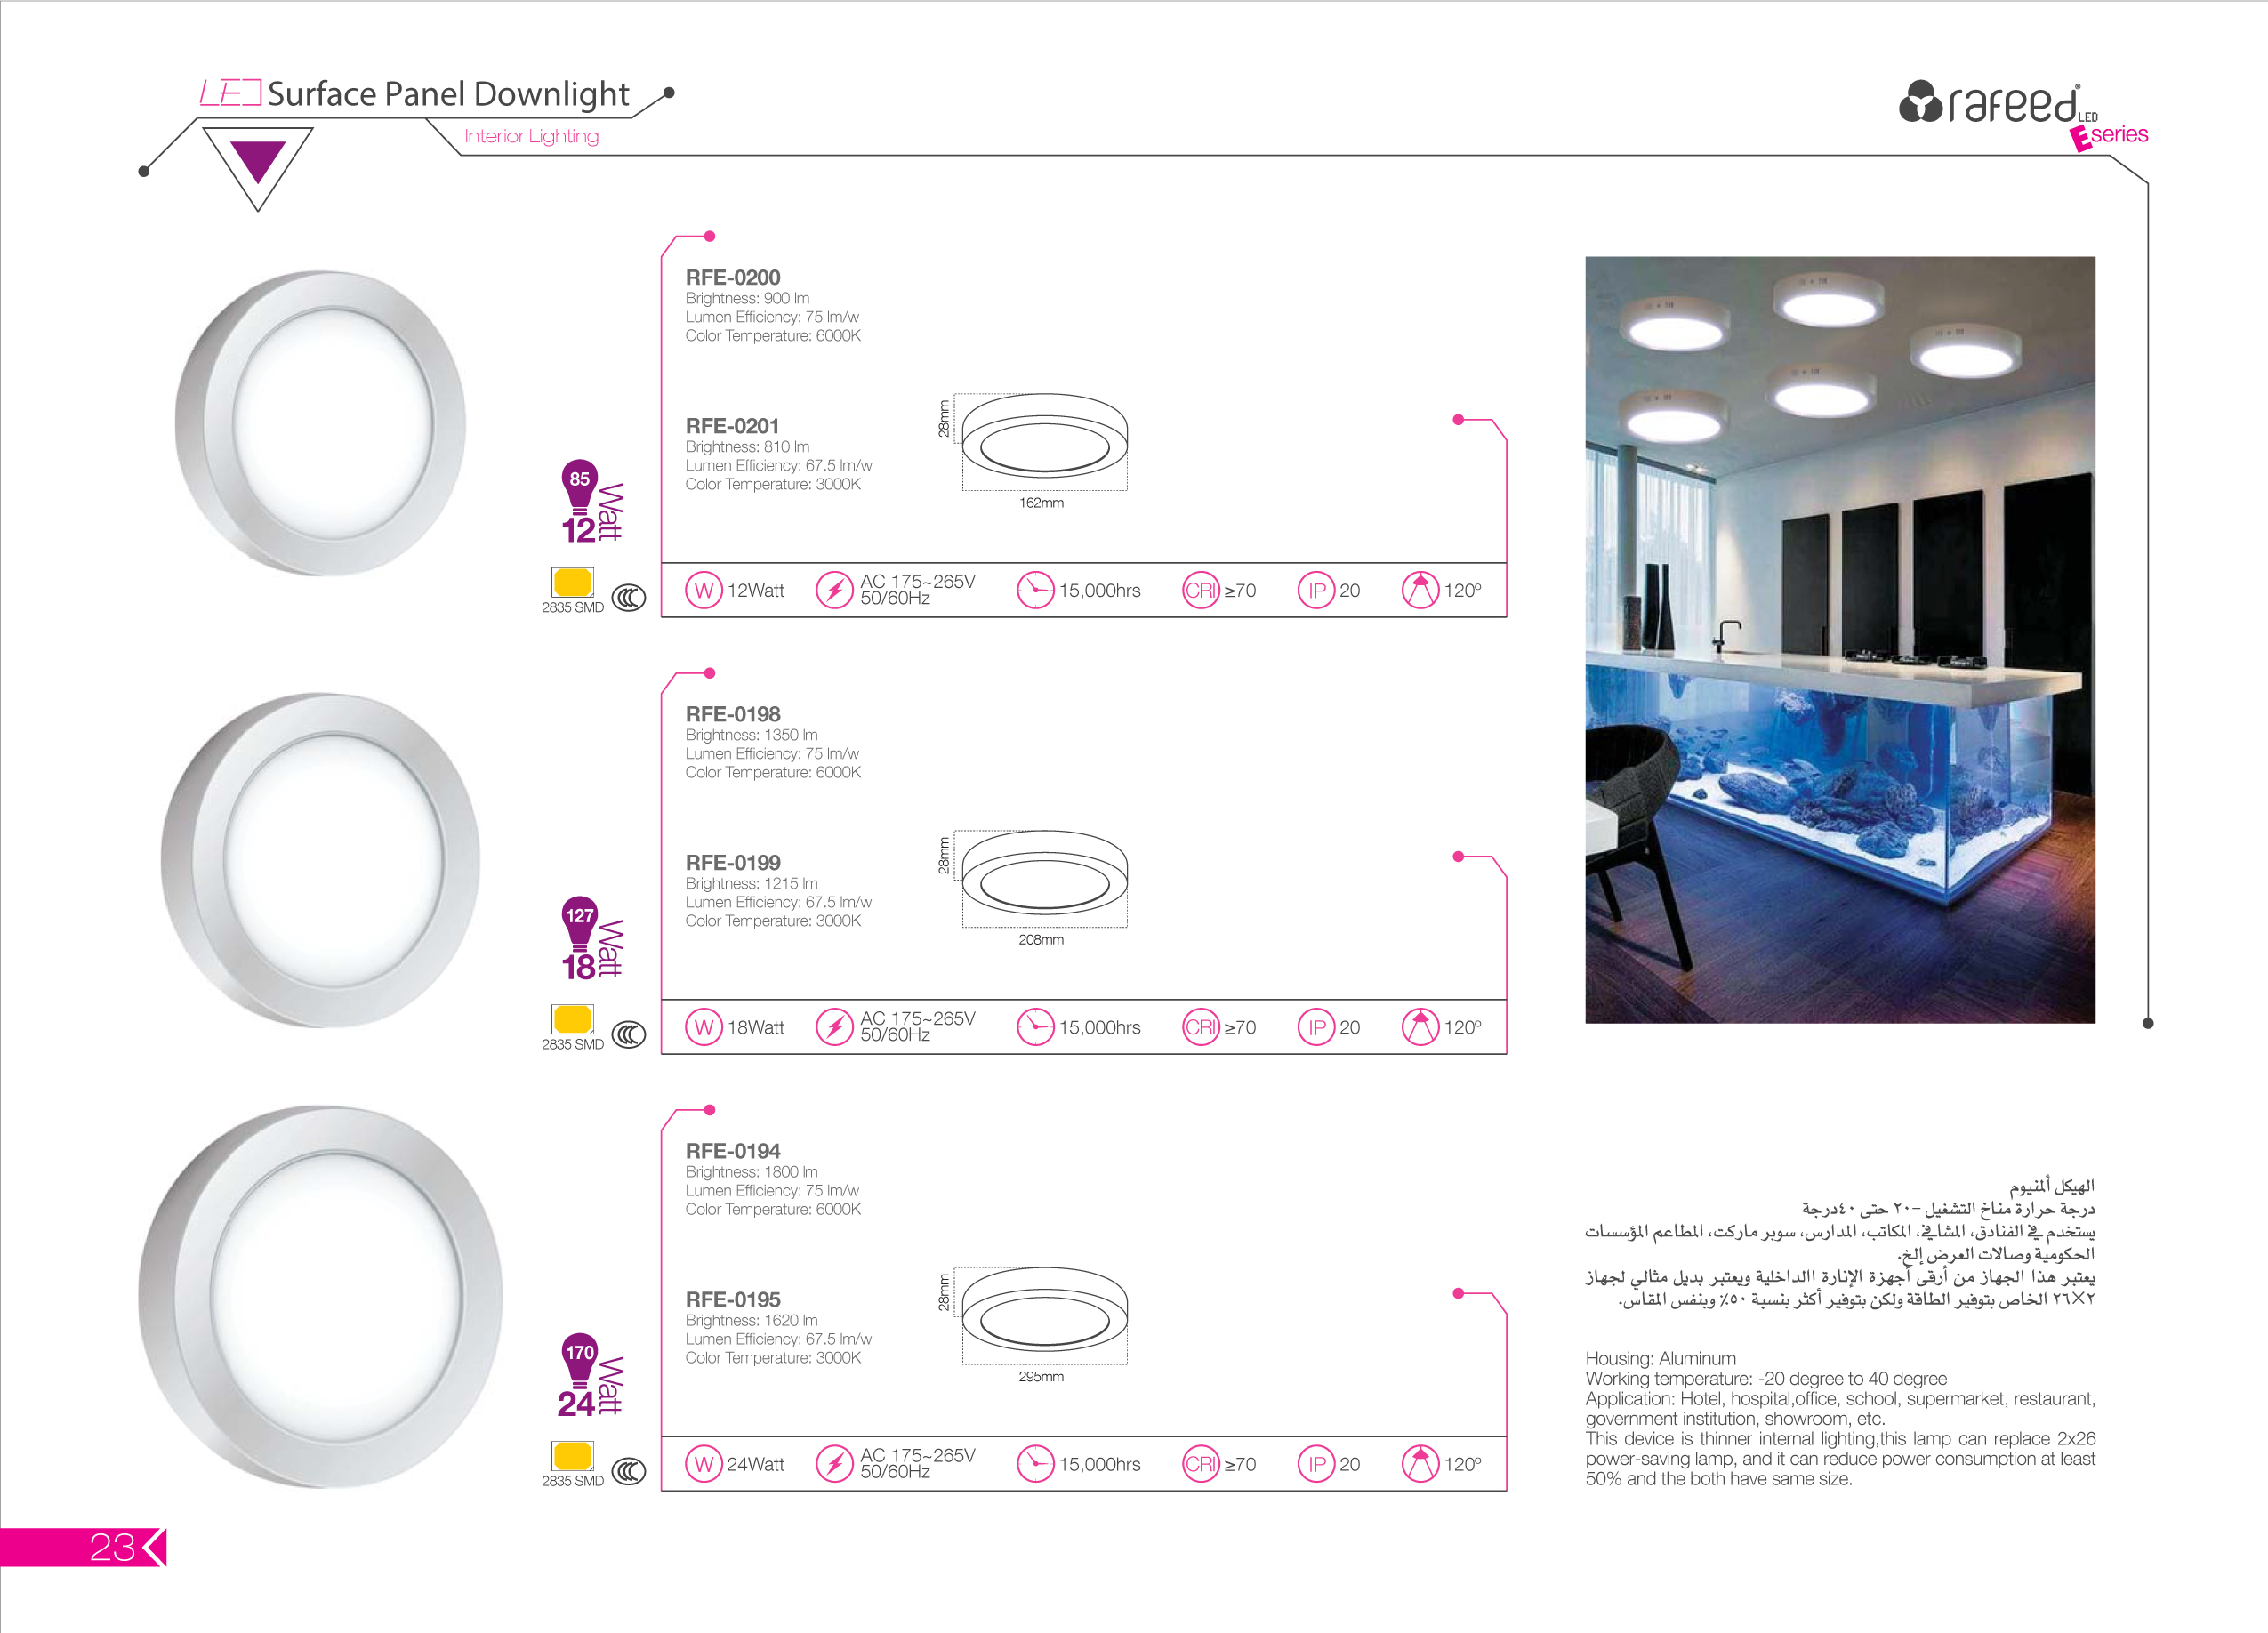 LED Surface Panel Downlight
Interior Lighting
rafeed®
LED
E series
RFE-0200
Brightness: 900 lm
Lumen Efficiency: 75 lm/w
Color Temperature: 6000K
RFE-0201
Brightness: 810 lm
Lumen Efficiency: 67.5 lm/w
Color Temperature: 3000K
28mm
162mm
85
12 Watt
2835 SMD
W 12Watt
AC 175~265V
50/60Hz
15,000hrs
CRI ≥70
IP 20
120º
RFE-0198
Brightness: 1350 lm
Lumen Efficiency: 75 lm/w
Color Temperature: 6000K
RFE-0199
Brightness: 1215 lm
Lumen Efficiency: 67.5 lm/w
Color Temperature: 3000K
28mm
208mm
127
18 Watt
2835 SMD
W 18Watt
AC 175~265V
50/60Hz
15,000hrs
CRI ≥70
IP 20
120º
RFE-0194
Brightness: 1800 lm
Lumen Efficiency: 75 lm/w
Color Temperature: 6000K
RFE-0195
Brightness: 1620 lm
Lumen Efficiency: 67.5 lm/w
Color Temperature: 3000K
28mm
295mm
170
24 Watt
2835 SMD
W 24Watt
AC 175~265V
50/60Hz
15,000hrs
CRI ≥70
IP 20
120º
الهيكل ألمنيوم
درجة حرارة مناخ التشغيل -٢٠ حتى ٤٠درجة
يستخدم في الفنادق، المشافي، المكاتب، المدارس، سوبر ماركت، المطاعم المؤسسات
الحكومية وصالات العرض إلخ.
يعتبر هذا الجهاز من أرقى أجهزة الإنارة االداخلية ويعتبر بديل مثالي لجهاز
٢×٢٦ الخاص بتوفير الطاقة ولكن بتوفير أكثر بنسبة ٥٠٪ وبنفس المقاس.
Housing: Aluminum
Working temperature: -20 degree to 40 degree
Application: Hotel, hospital,office, school, supermarket, restaurant,
government institution, showroom, etc.
This device is thinner internal lighting,this lamp can replace 2x26
power-saving lamp, and it can reduce power consumption at least
50% and the both have same size.
23